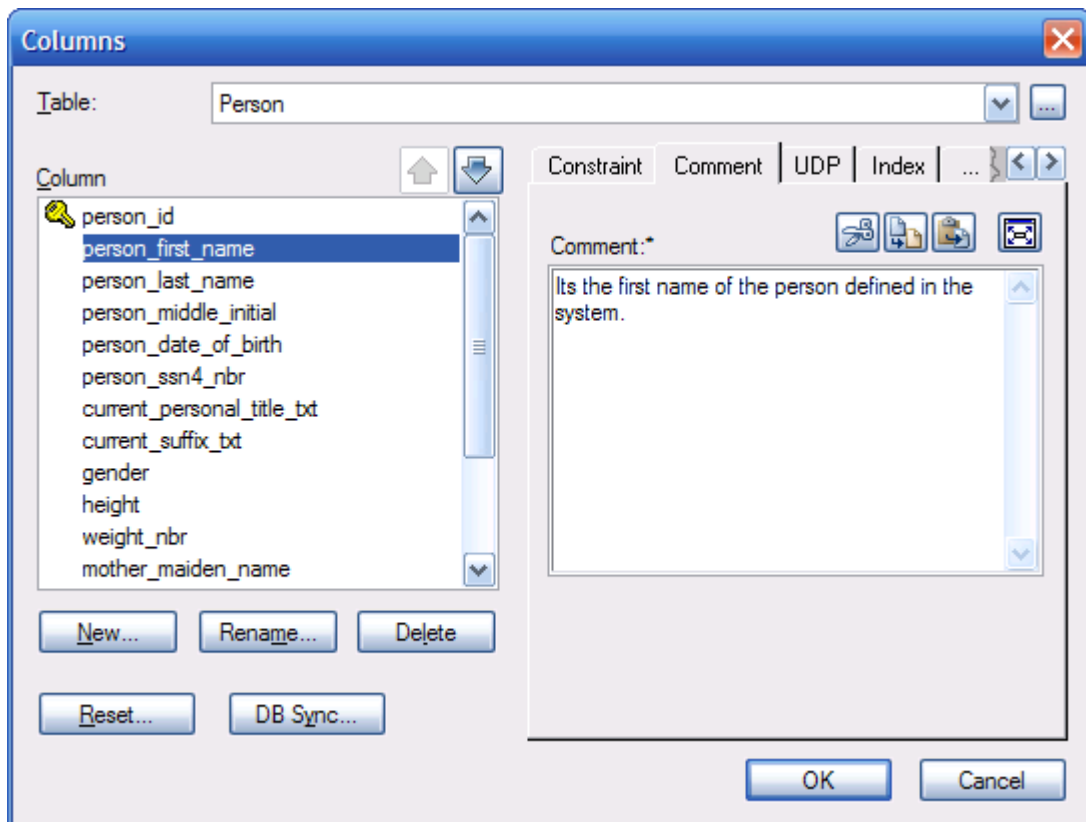 Columns
Table:
Person
...
Column
person_id
person_first_name
person_last_name
person_middle_initial
person_date_of_birth
person_ssn4_nbr
current_personal_title_txt
current_suffix_txt
gender
height
weight_nbr
mother_maiden_name
New...
Rename...
Delete
Reset...
DB Sync...
Constraint
Comment
UDP
Index
...
Comment:*
Its the first name of the person defined in the
system.
OK
Cancel